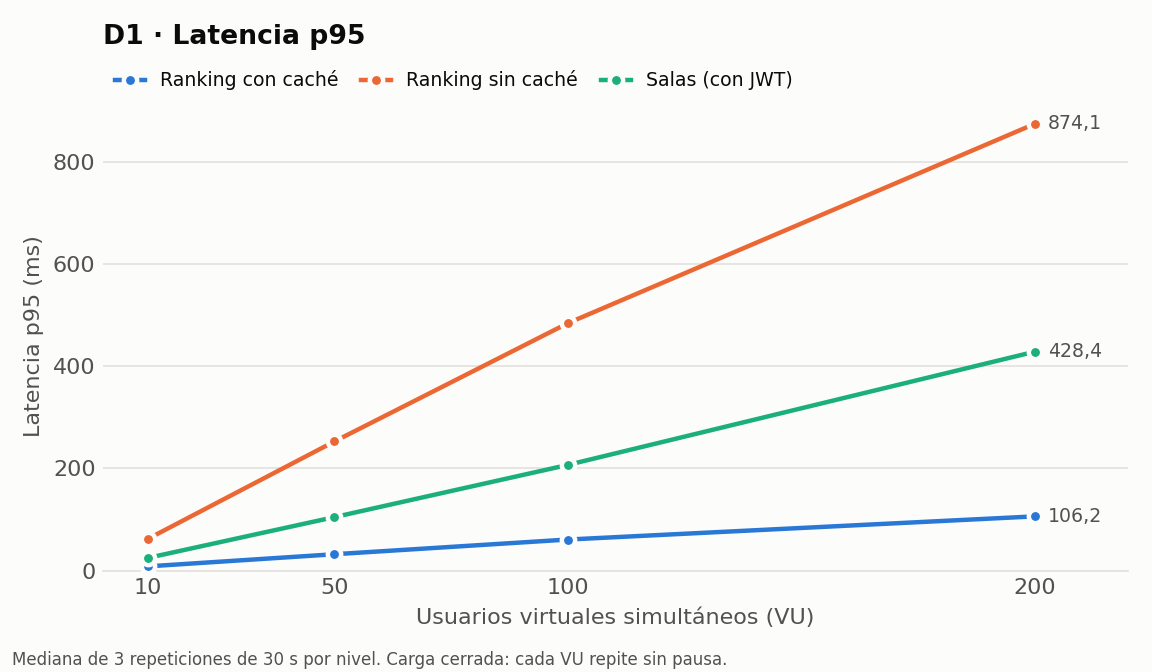 D1 · Latencia p95
Ranking con caché Ranking sin caché Salas (con JWT)
874,1
800
600
Latencia p95 (ms)
428,4
400
200
106,2
0
10 50 100 200
Usuarios virtuales simultáneos (VU)
Mediana de 3 repeticiones de 30 s por nivel. Carga cerrada: cada VU repite sin pausa.